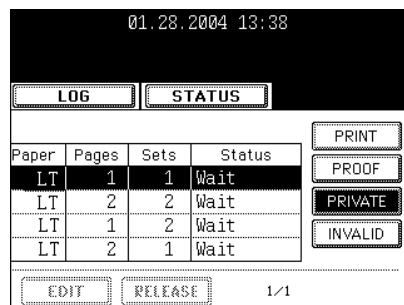 01.28.2004 13:38
LOG STATUS
PRINT
Paper Pages Sets Status
PROOF
LT 1 1 Wait
LT 2 2 Wait
PRIVATE
LT 1 2 Wait
INVALID
LT 2 1 Wait
EDIT RELEASE 1/1